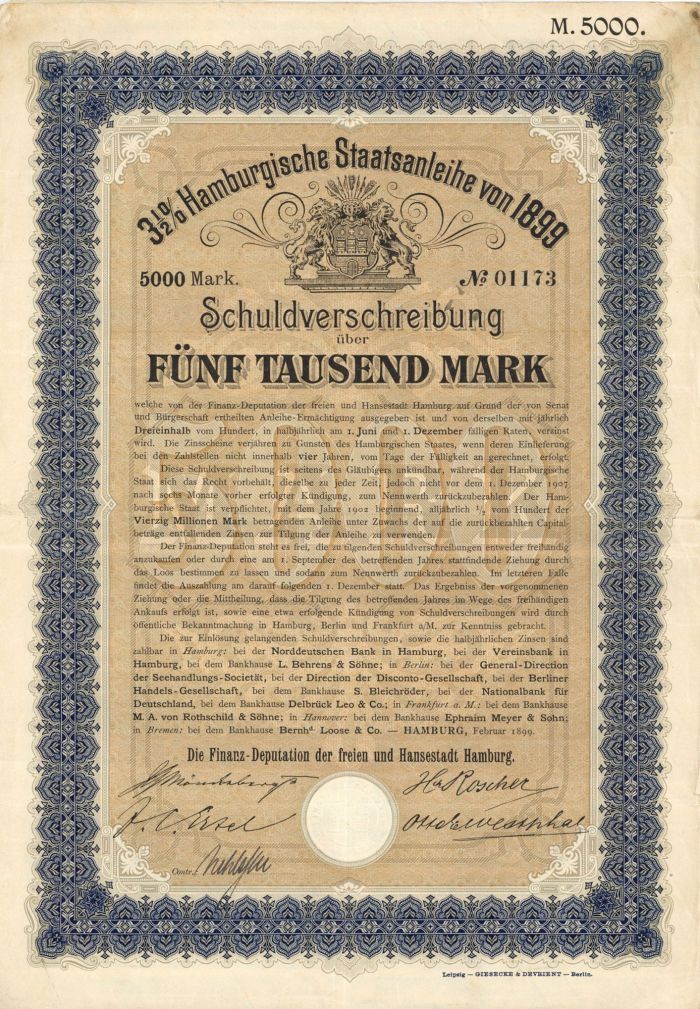 M. 5000.
3½% Hamburgische Staatsanleihe von 1899
5000 Mark. № 01173
Schuldverschreibung
über
FÜNF TAUSEND MARK
welche von der Finanz-Deputation der freien und Hansestadt Hamburg auf Grund der von Senat
und Bürgerschaft ertheilten Anleihe-Ermächtigung ausgegeben ist und von derselben mit jährlich
Dreieinhalb vom Hundert, in halbjährlich am 1. Juni und 1. Dezember fälligen Raten, verzinst
wird. Die Zinsscheine verjähren zu Gunsten des Hamburgischen Staates, wenn deren Einlieferung
bei den Zahlstellen nicht innerhalb vier Jahren, vom Tage der Fälligkeit an gerechnet, erfolgt.
Diese Schuldverschreibung ist seitens des Gläubigers unkündbar, während der Hamburgische
Staat sich das Recht vorbehält, dieselbe zu jeder Zeit, jedoch nicht vor dem 1. Dezember 1907
nach sechs Monate vorher erfolgter Kündigung, zum Nennwerth zurückzubezahlen. Der Ham-
burgische Staat ist verpflichtet, mit dem Jahre 1902 beginnend, alljährlich vom Hundert der
Vierzig Millionen Mark betragenden Anleihe unter Zuwachs der auf die zurückbezahlten Capital-
beträge entfallenden Zinsen zur Tilgung der Anleihe zu verwenden.
Der Finanz-Deputation steht es frei, die zu tilgenden Schuldverschreibungen entweder freihändig
anzukaufen oder durch eine am 1. September des betreffenden Jahres stattfindende Ziehung durch
das Loos bestimmen zu lassen und sodann zum Nennwerth zurückzubezahlen. Im letzteren Falle
findet die Auszahlung am darauf folgenden 1. Dezember statt. Das Ergebniss der vorgenommenen
Ziehung oder die Mittheilung, dass die Tilgung des betreffenden Jahres im Wege des freihändigen
Ankaufs erfolgt ist, sowie eine etwa erfolgende Kündigung von Schuldverschreibungen wird durch
öffentliche Bekanntmachung in Hamburg, Berlin und Frankfurt a/M. zur Kenntniss gebracht.
Die zur Einlösung gelangenden Schuldverschreibungen, sowie die halbjährlichen Zinsen sind
zahlbar in Hamburg: bei der Norddeutschen Bank in Hamburg, bei der Vereinsbank in
Hamburg, bei dem Bankhause L. Behrens & Söhne; in Berlin: bei der General-Direction
der Seehandlungs-Societät, bei der Direction der Disconto-Gesellschaft, bei der Berliner
Handels-Gesellschaft, bei dem Bankhause S. Bleichröder, bei der Nationalbank für
Deutschland, bei dem Bankhause Delbrück Leo & Co.; in Frankfurt a. M.: bei dem Bankhause
M. A. von Rothschild & Söhne; in Hannover: bei dem Bankhause Ephraim Meyer & Sohn;
in Bremen: bei dem Bankhause Bernhd. Loose & Co. — HAMBURG, Februar 1899.
Die Finanz-Deputation der freien und Hansestadt Hamburg.
Roscher
Otto Westphal
Contr.
Leipzig — GIESECKE & DEVRIENT — Berlin.